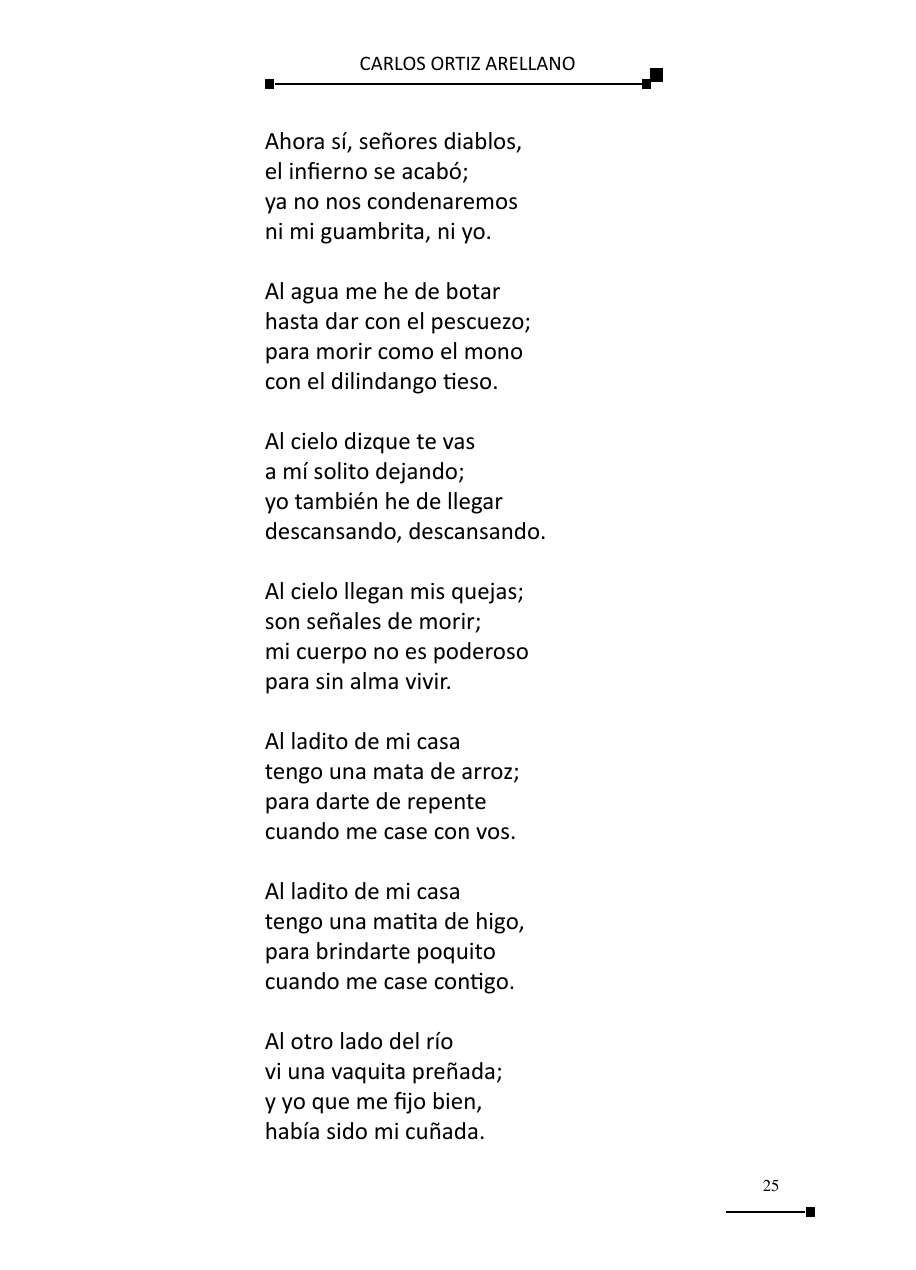 CARLOS ORTIZ ARELLANO
Ahora sí, señores diablos,
el infierno se acabó;
ya no nos condenaremos
ni mi guambrita, ni yo.
Al agua me he de botar
hasta dar con el pescuezo;
para morir como el mono
con el dilindango tieso.
Al cielo dizque te vas
a mí solito dejando;
yo también he de llegar
descansando, descansando.
Al cielo llegan mis quejas;
son señales de morir;
mi cuerpo no es poderoso
para sin alma vivir.
Al ladito de mi casa
tengo una mata de arroz;
para darte de repente
cuando me case con vos.
Al ladito de mi casa
tengo una matita de higo,
para brindarte poquito
cuando me case contigo.
Al otro lado del río
vi una vaquita preñada;
y yo que me fijo bien,
había sido mi cuñada.
25